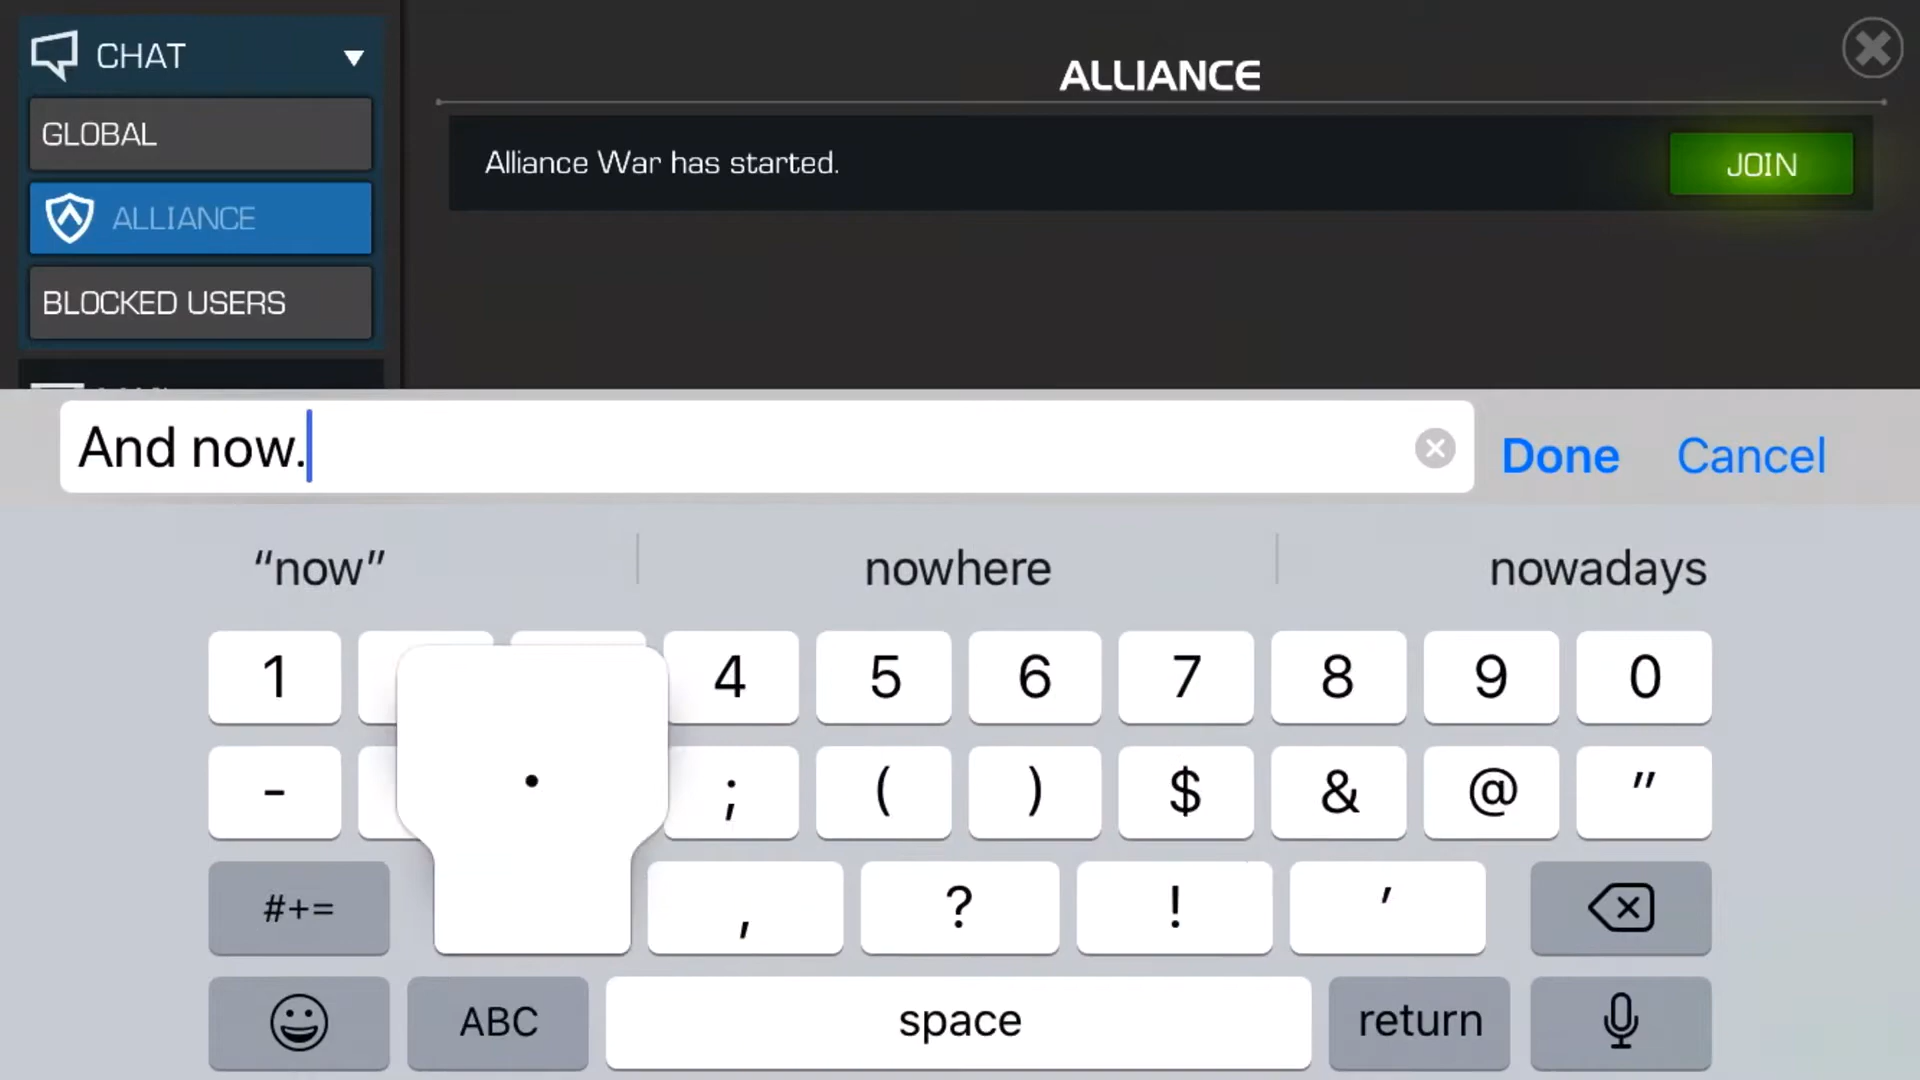 CHAT
GLOBAL
ALLIANCE
BLOCKED USERS
ALLIANCE
Alliance War has started.
JOIN
And now.
Done
Cancel
“now”
nowhere
nowadays
1
4
5
6
7
8
9
0
-
.
;
(
)
$
&
@
"
#+=
,
?
!
'
ABC
space
return